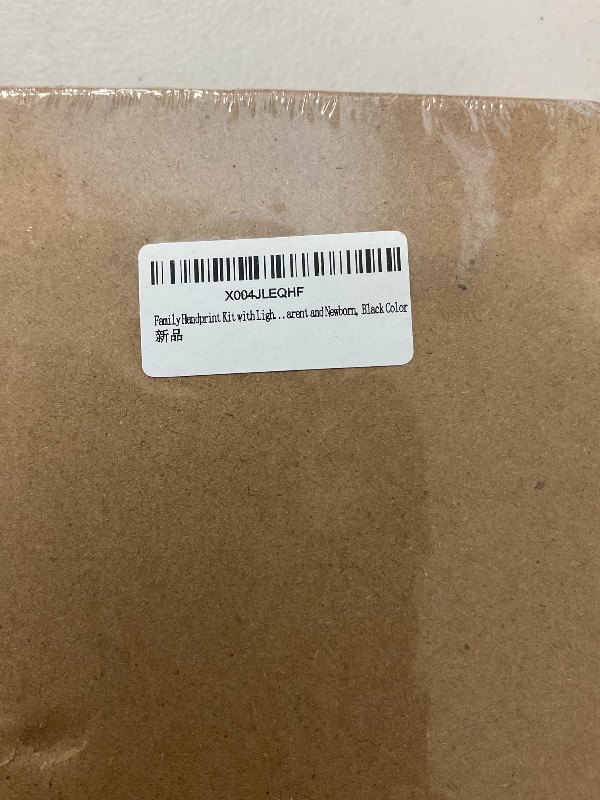 X004JLEQHF
Family Handprint Kit with Ligh... arent and Newborn, Black Color
新品